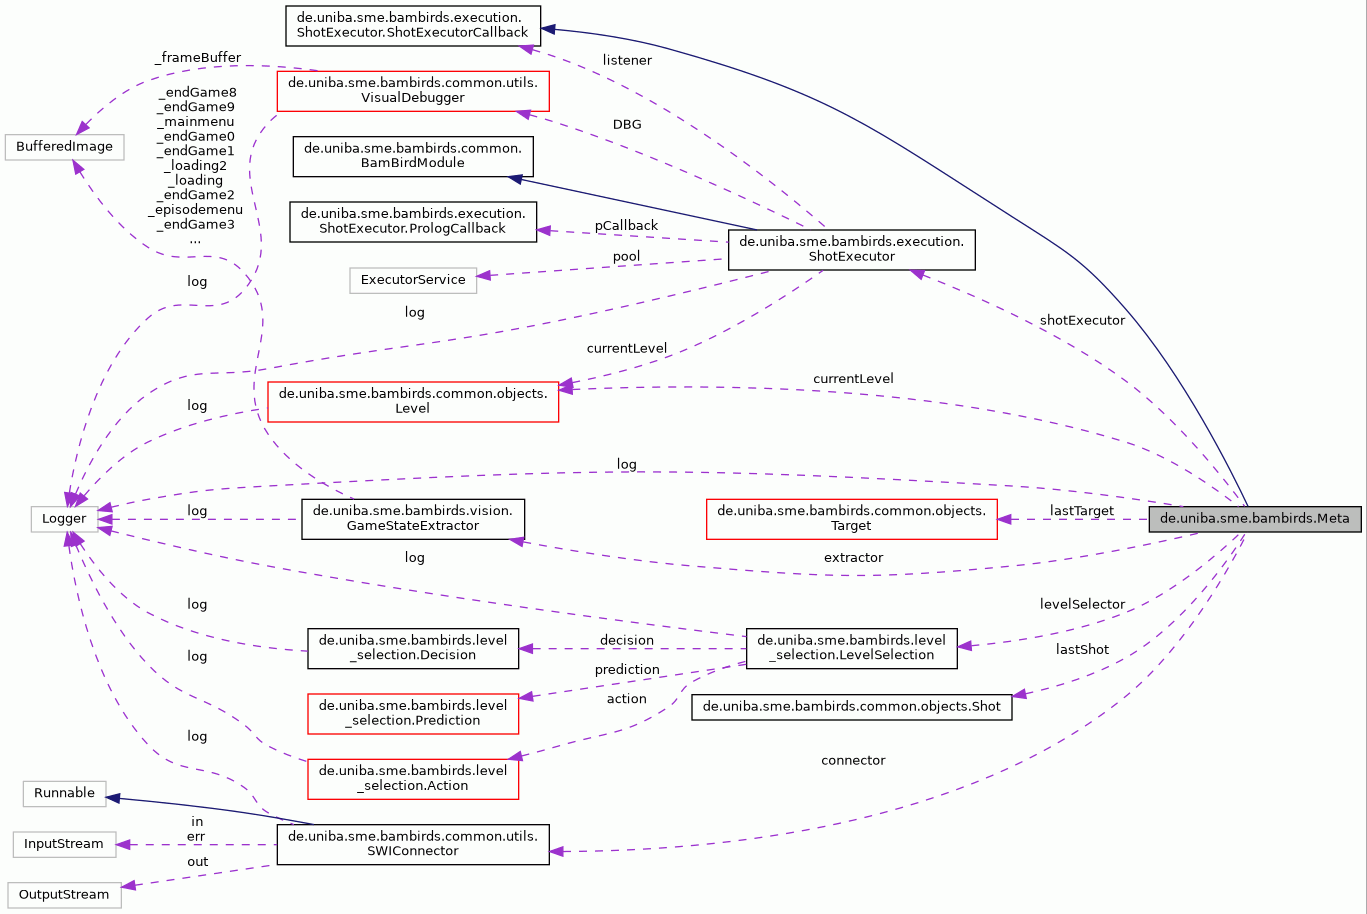 de.uniba.sme.bambirds.execution.
ShotExecutor.ShotExecutorCallback
_frameBuffer
listener
de.uniba.sme.bambirds.common.utils.
VisualDebugger
_endGame8
_endGame9
_mainmenu
_endGame0
_endGame1
_loading2
_loading
_endGame2
_episodemenu
_endGame3
...
DBG
BufferedImage
de.uniba.sme.bambirds.common.
BamBirdModule
de.uniba.sme.bambirds.execution.
ShotExecutor.PrologCallback
pCallback
de.uniba.sme.bambirds.execution.
ShotExecutor
pool
ExecutorService
log
log
shotExecutor
currentLevel
currentLevel
de.uniba.sme.bambirds.common.objects.
Level
log
log
Logger
log
de.uniba.sme.bambirds.vision.
GameStateExtractor
de.uniba.sme.bambirds.common.objects.
Target
lastTarget
de.uniba.sme.bambirds.Meta
log
extractor
log
levelSelector
de.uniba.sme.bambirds.level
_selection.Decision
decision
de.uniba.sme.bambirds.level
_selection.LevelSelection
lastShot
log
prediction
de.uniba.sme.bambirds.level
_selection.Prediction
action
de.uniba.sme.bambirds.common.objects.Shot
log
connector
de.uniba.sme.bambirds.level
_selection.Action
Runnable
in
err
de.uniba.sme.bambirds.common.utils.
SWIConnector
InputStream
out
OutputStream